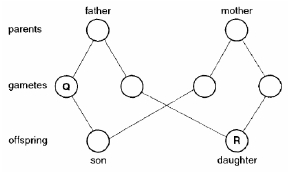 father mother
parents
gametes Q
offspring R
son daughter